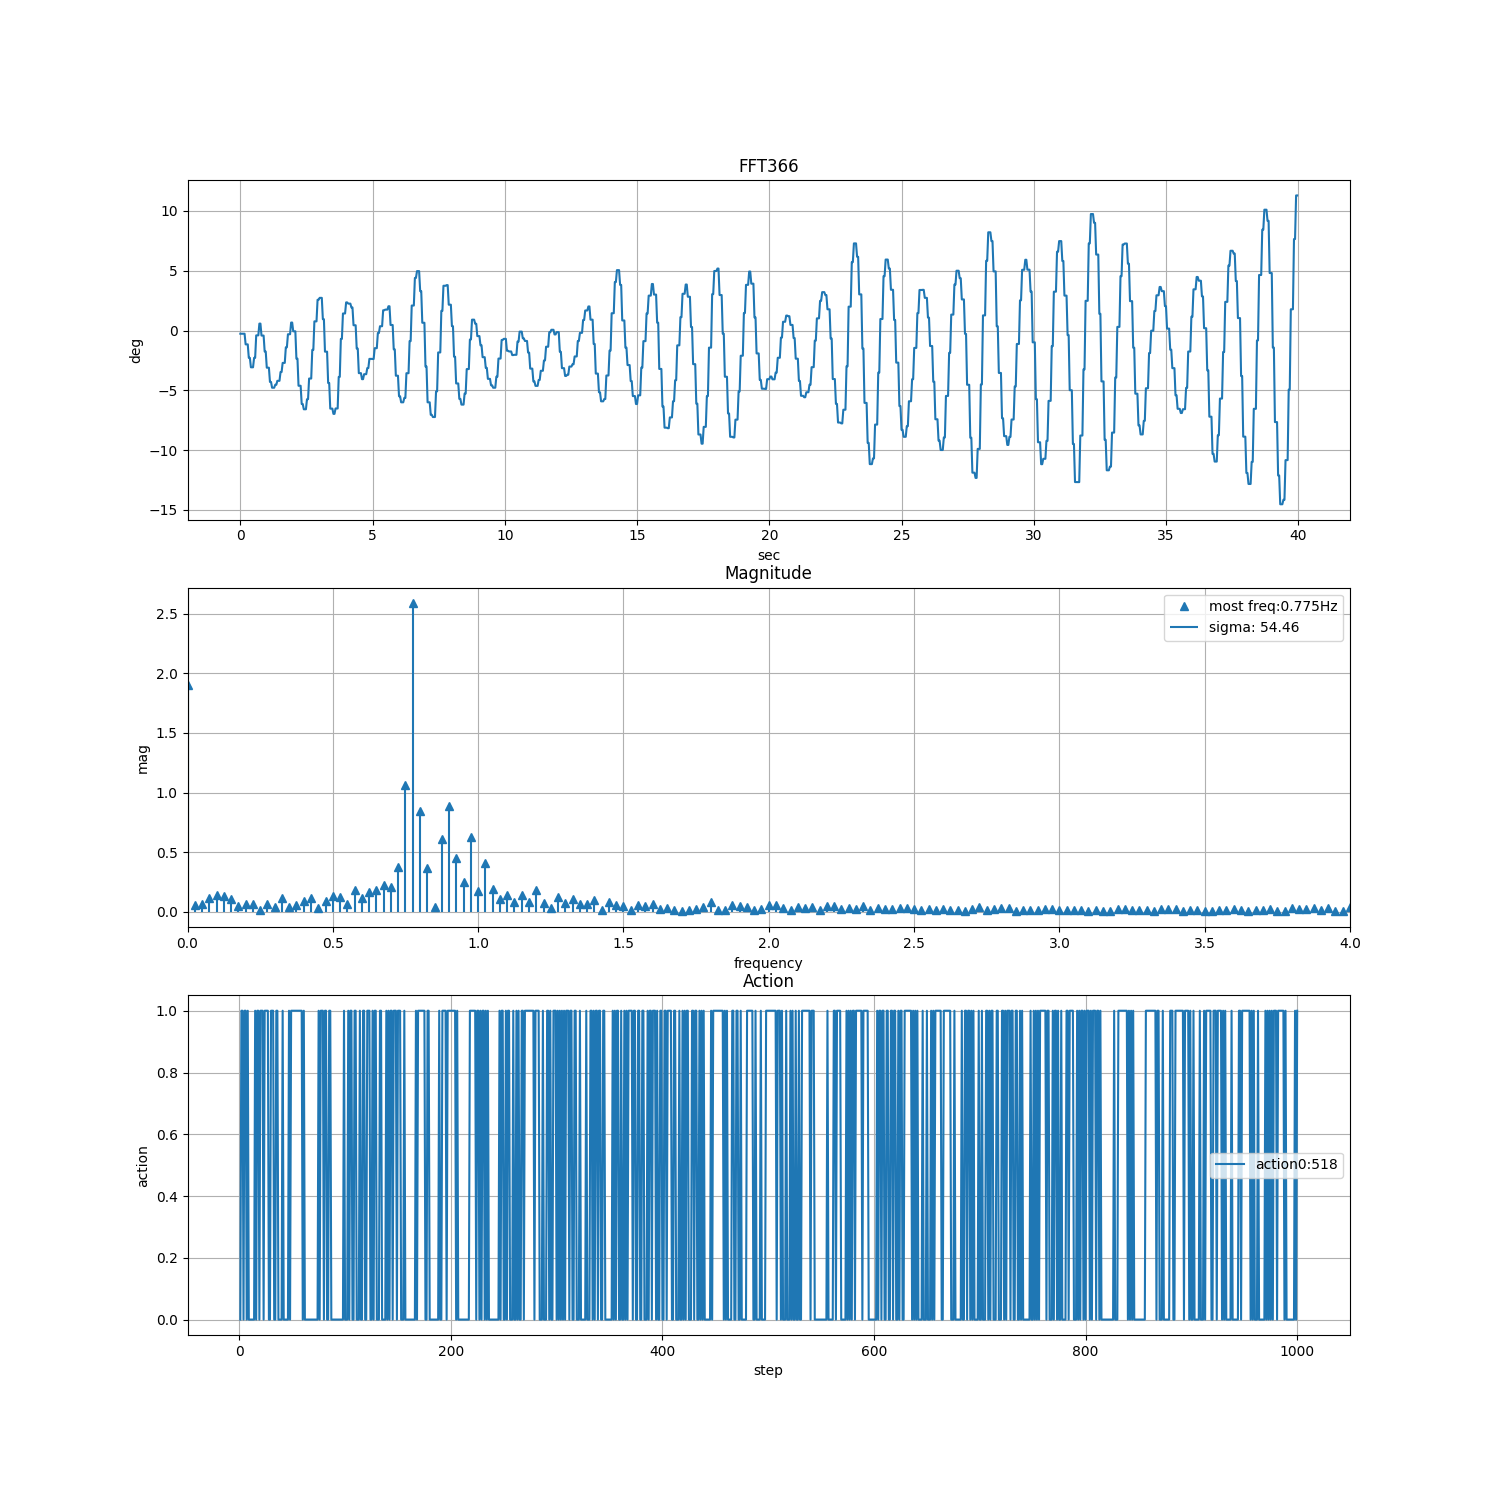 FFT366
10
5
0
−5
−10
−15
deg
0 5 10 15 20 25 30 35 40
sec
Magnitude
2.5
2.0
1.5
1.0
0.5
0.0
mag
most freq:0.775Hz
sigma: 54.46
0.0 0.5 1.0 1.5 2.0 2.5 3.0 3.5 4.0
frequency
Action
1.0
0.8
0.6
0.4
0.2
0.0
action
action0:518
0 200 400 600 800 1000
step